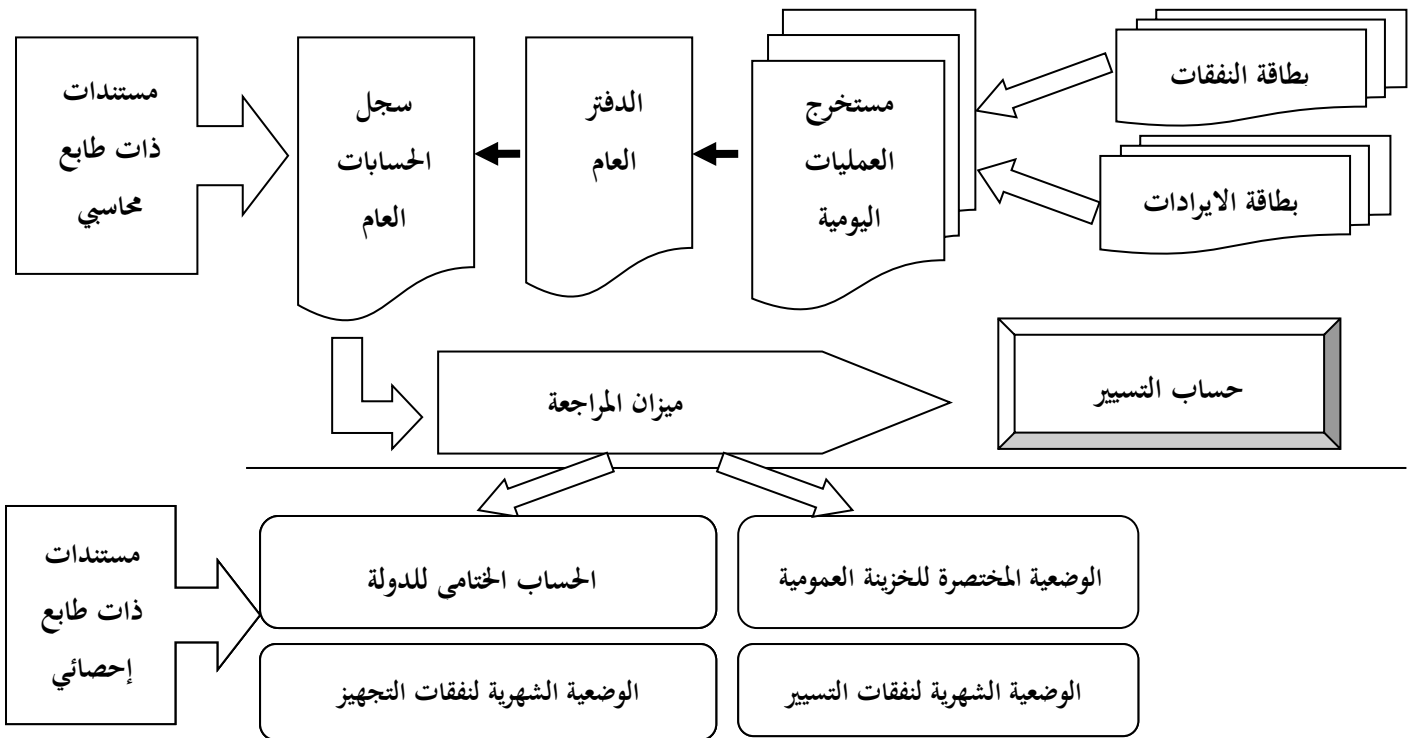 بطاقة النفقات
بطاقة الايرادات
مستخرج
العمليات
اليومية
الدفتر
العام
سجل
الحسابات
العام
مستندات
ذات طابع
محاسبي
ميزان المراجعة
حساب التسيير
مستندات
ذات طابع
إحصائي
الوضعية المختصرة للخزينة العمومية
الحساب الختامى للدولة
الوضعية الشهرية لنفقات التسيير
الوضعية الشهرية لنفقات التجهيز